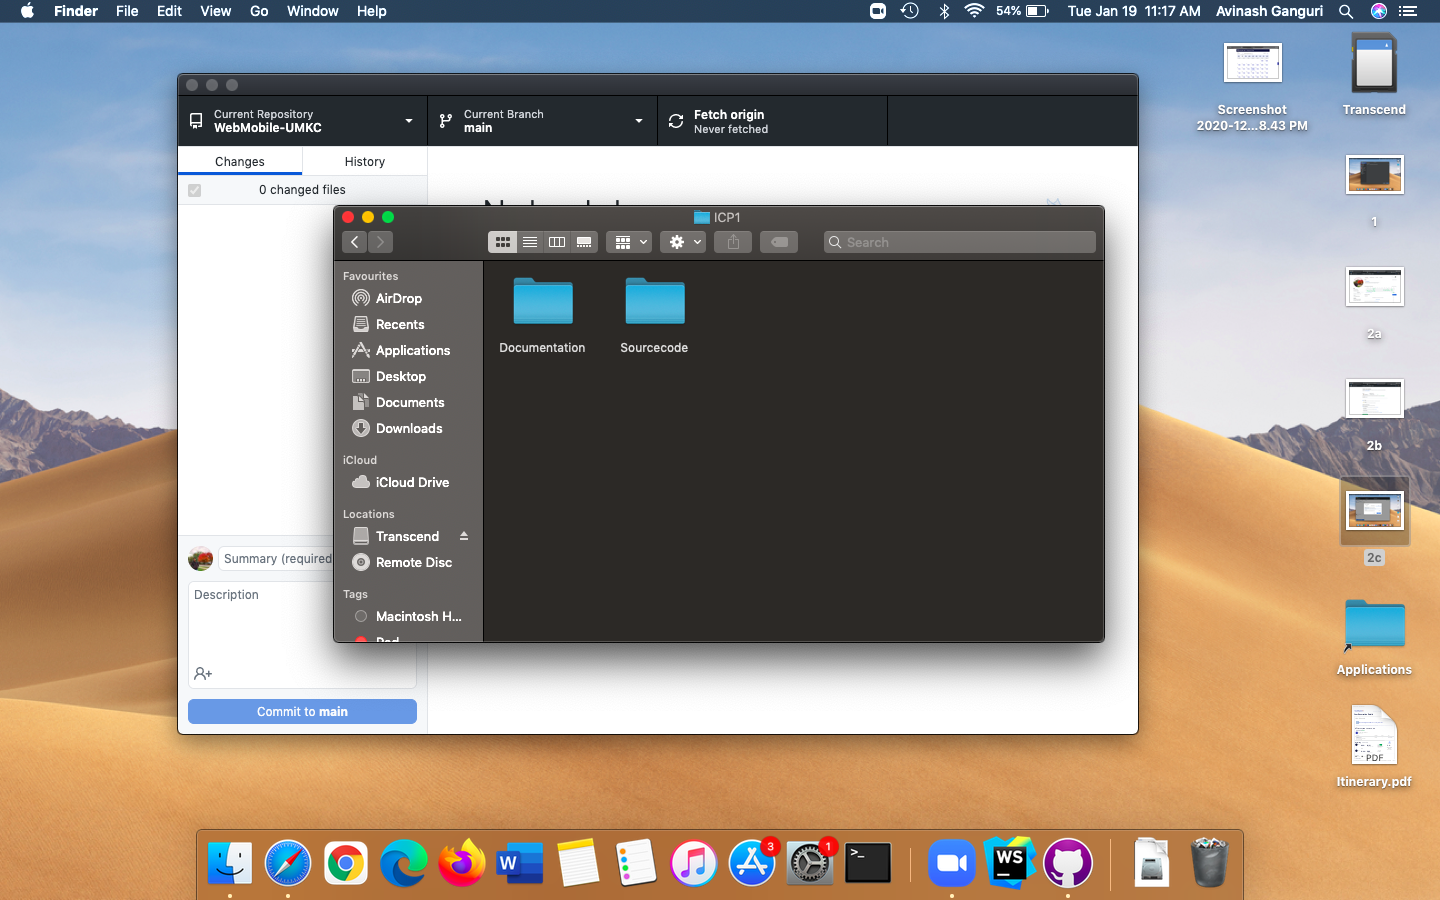 Finder File Edit View Go Window Help 54% Tue Jan 19 11:17 AM Avinash Ganguri
Current Repository
WebMobile-UMKC
Current Branch
main
Fetch origin
Never fetched
Changes History
0 changed files
Summary (required
Description
Commit to main
ICP1
Search
Favourites
AirDrop
Recents
Applications
Desktop
Documents
Downloads
iCloud
iCloud Drive
Locations
Transcend
Remote Disc
Tags
Macintosh H...
Red
Documentation
Sourcecode
Screenshot
2020-12...8.43 PM
Transcend
1
2a
2b
2c
Applications
PDF
Itinerary.pdf
W
3
1
>_
WS